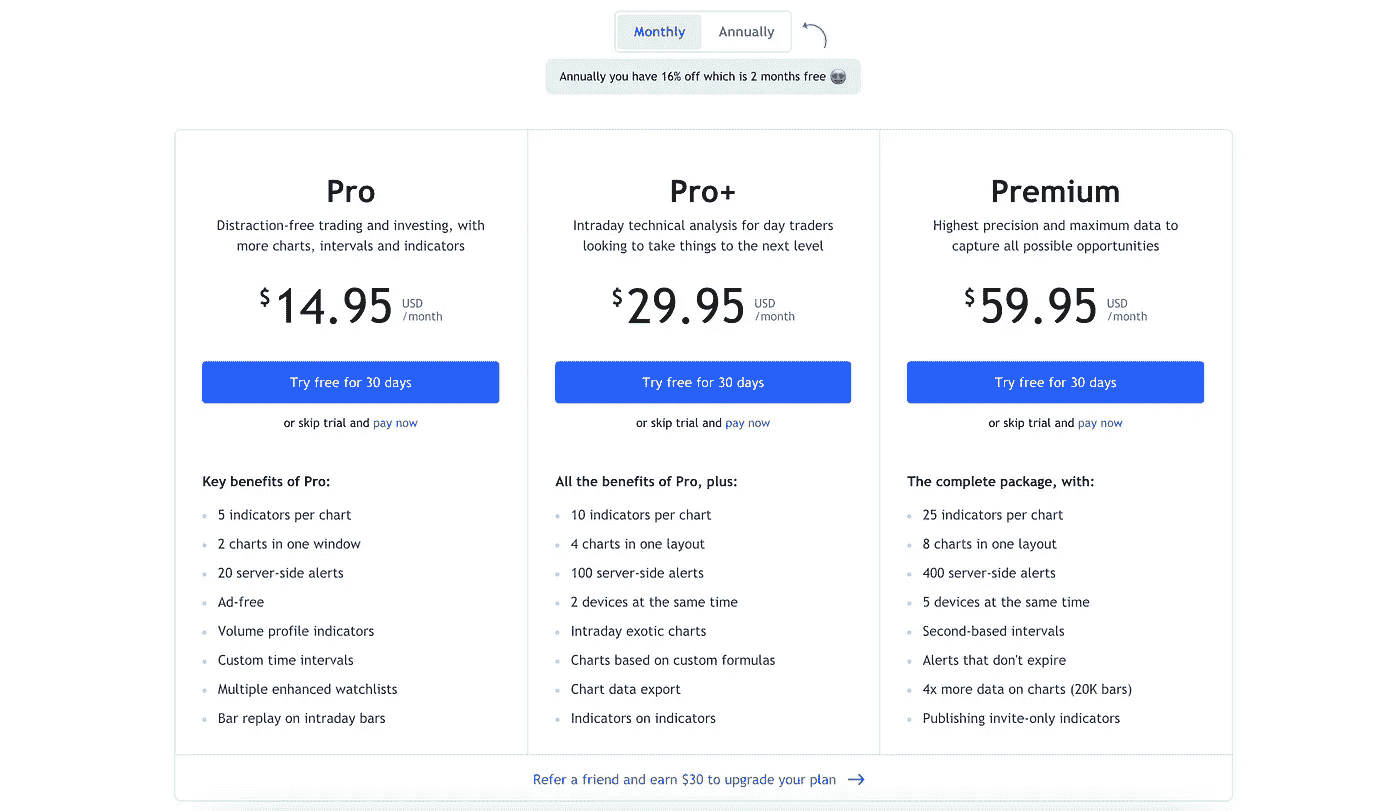 Monthly Annually
Annually you have 16% off which is 2 months free
Pro
Distraction-free trading and investing, with
more charts, intervals and indicators
$14.95 USD
/month
Try free for 30 days
or skip trial and pay now
Key benefits of Pro:
5 indicators per chart
2 charts in one window
20 server-side alerts
Ad-free
Volume profile indicators
Custom time intervals
Multiple enhanced watchlists
Bar replay on intraday bars
Pro+
Intraday technical analysis for day traders
looking to take things to the next level
$29.95 USD
/month
Try free for 30 days
or skip trial and pay now
All the benefits of Pro, plus:
10 indicators per chart
4 charts in one layout
100 server-side alerts
2 devices at the same time
Intraday exotic charts
Charts based on custom formulas
Chart data export
Indicators on indicators
Premium
Highest precision and maximum data to
capture all possible opportunities
$59.95 USD
/month
Try free for 30 days
or skip trial and pay now
The complete package, with:
25 indicators per chart
8 charts in one layout
400 server-side alerts
5 devices at the same time
Second-based intervals
Alerts that don't expire
4x more data on charts (20K bars)
Publishing invite-only indicators
Refer a friend and earn $30 to upgrade your plan →